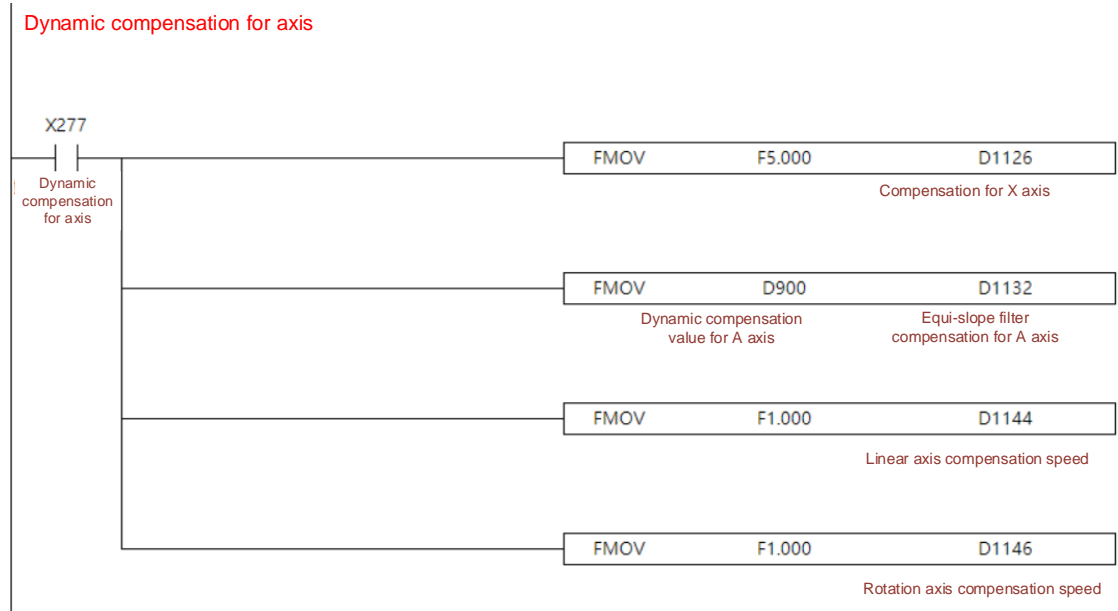 Dynamic compensation for axis
X277
Dynamic
compensation
for axis
FMOV F5.000 D1126
Compensation for X axis
FMOV D900 D1132
Dynamic compensation
value for A axis
Equi-slope filter
compensation for A axis
FMOV F1.000 D1144
Linear axis compensation speed
FMOV F1.000 D1146
Rotation axis compensation speed